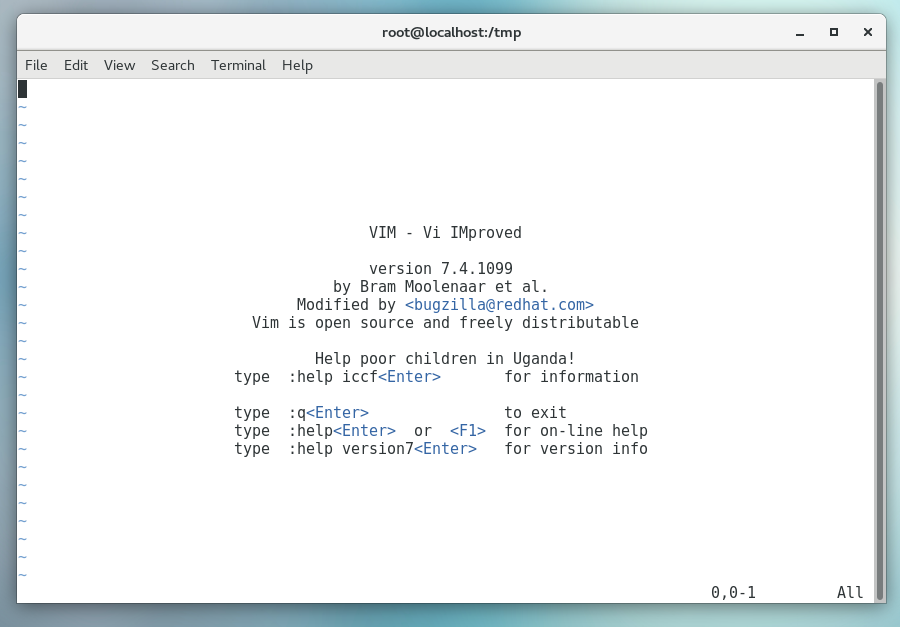 root@localhost:/tmp
File Edit View Search Terminal Help
~
~
~
~
~
~
~
~ VIM - Vi IMproved
~
~ version 7.4.1099
~ by Bram Moolenaar et al.
~ Modified by <bugzilla@redhat.com>
~ Vim is open source and freely distributable
~
~ Help poor children in Uganda!
~ type :help iccf<Enter> for information
~
~ type :q<Enter> to exit
~ type :help<Enter> or <F1> for on-line help
~ type :help version7<Enter> for version info
~
~
~
~
~
~
~
0,0-1 All